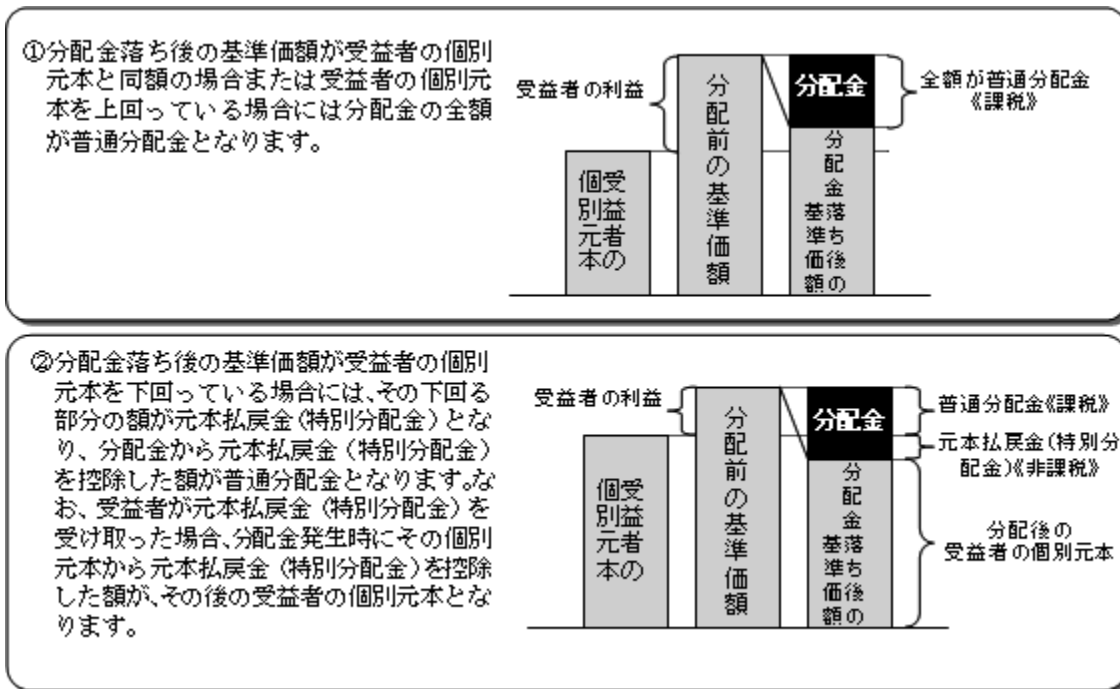 ①分配金落ち後の基準価額が受益者の個別
元本と同額の場合または受益者の個別元
本を上回っている場合には分配金の全額
が普通分配金となります。
受益者の利益
受益者の
個別元本
分配前の基準価額
分配金
分配金落ち後の
基準価額
全額が普通分配金
《課税》
②分配金落ち後の基準価額が受益者の個別
元本を下回っている場合には、その下回る
部分の額が元本払戻金(特別分配金)とな
り、分配金から元本払戻金(特別分配金)
を控除した額が普通分配金となります。な
お、受益者が元本払戻金(特別分配金)を
受け取った場合、分配金発生時にその個別
元本から元本払戻金(特別分配金)を控除
した額が、その後の受益者の個別元本とな
ります。
受益者の利益
受益者の
個別元本
分配前の基準価額
分配金
分配金落ち後の
基準価額
普通分配金《課税》
元本払戻金(特別分
配金)《非課税》
分配後の
受益者の個別元本